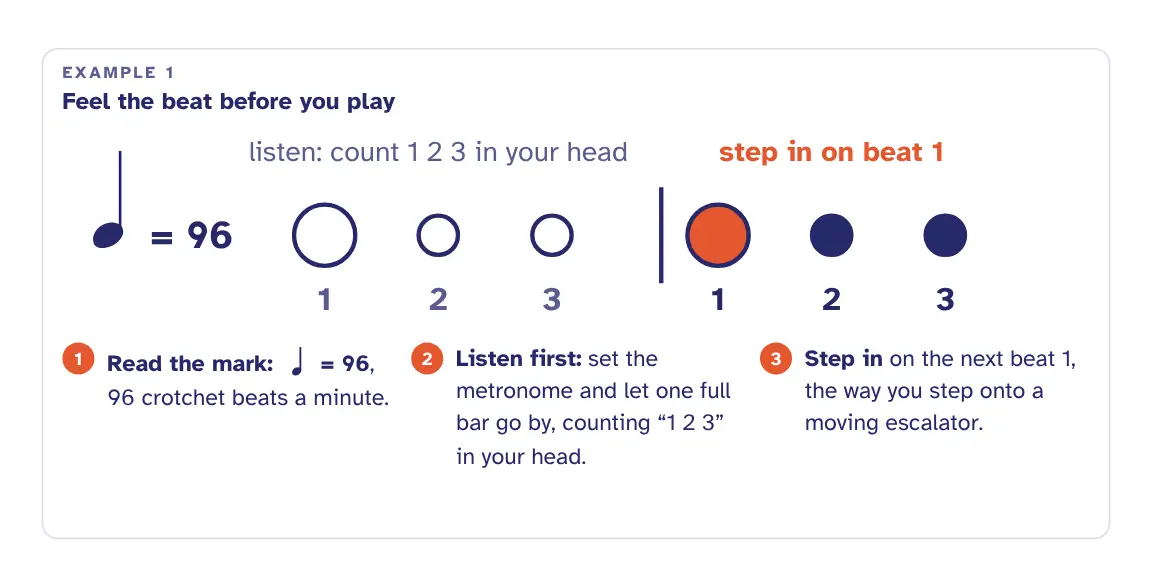 EXAMPLE 1
Feel the beat before you play
listen: count 1 2 3 in your head
step in on beat 1
♩ = 96
1 2 3 1 2 3
1 Read the mark: ♩ = 96,
96 crotchet beats a minute.
2 Listen first: set the
metronome and let one full
bar go by, counting “1 2 3”
in your head.
3 Step in on the next beat 1,
the way you step onto a
moving escalator.